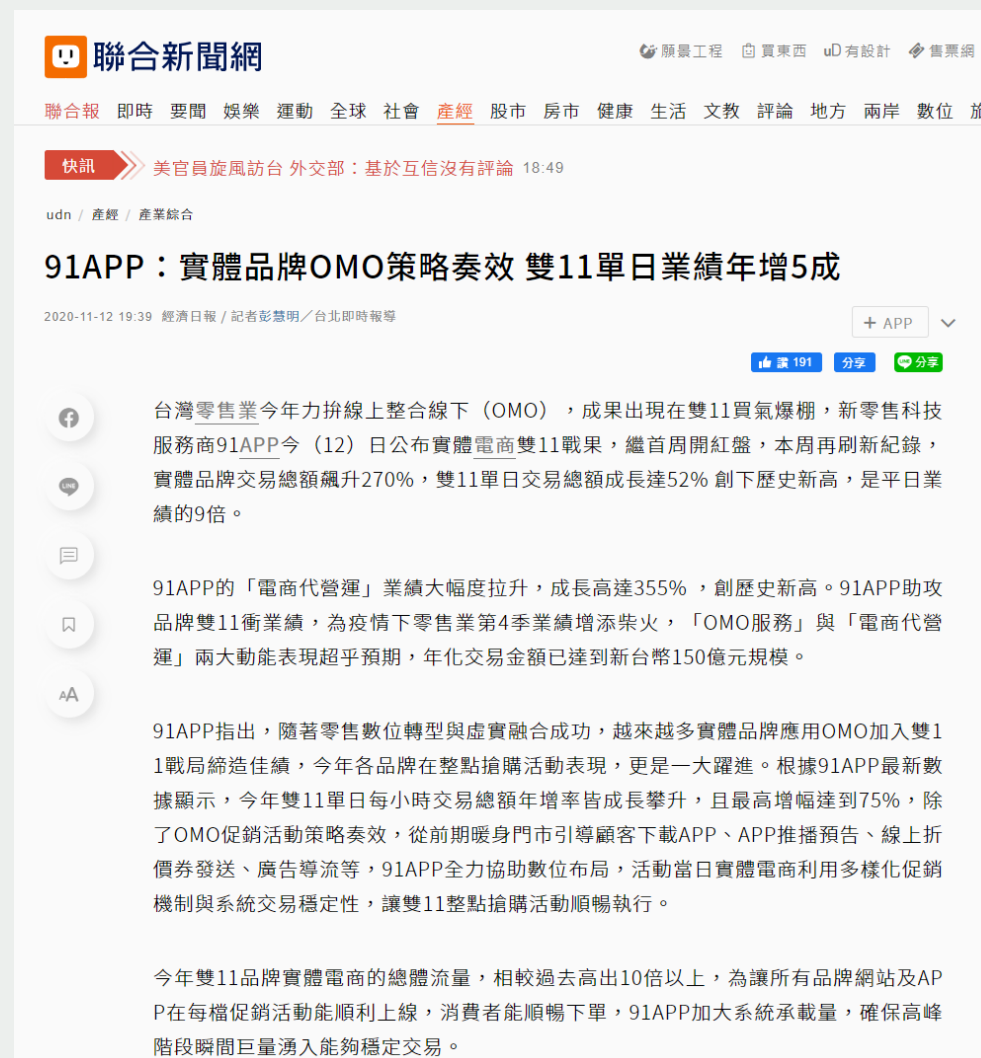 聯合新聞網
願景工程 買東西 uD有設計 售票網
聯合報 即時 要聞 娛樂 運動 全球 社會 產經 股市 房市 健康 生活 文教 評論 地方 兩岸 數位
快訊 美官員旋風訪台 外交部：基於互信沒有評論 18:49
udn / 產經 / 產業綜合
91APP：實體品牌OMO策略奏效 雙11單日業績年增5成
2020-11-12 19:39 經濟日報 / 記者彭慧明／台北即時報導
+ APP
讚 191 分享 分享
台灣零售業今年力拚線上整合線下（OMO），成果出現在雙11買氣爆棚，新零售科技
服務商91APP今（12）日公布實體電商雙11戰果，繼首周開紅盤，本周再刷新紀錄，
實體品牌交易總額飆升270%，雙11單日交易總額成長達52% 創下歷史新高，是平日業
績的9倍。
91APP的「電商代營運」業績大幅度拉升，成長高達355% ，創歷史新高。91APP助攻
品牌雙11衝業績，為疫情下零售業第4季業績增添柴火，「OMO服務」與「電商代營
運」兩大動能表現超乎預期，年化交易金額已達到新台幣150億元規模。
91APP指出，隨著零售數位轉型與虛實融合成功，越來越多實體品牌應用OMO加入雙1
1戰局締造佳績，今年各品牌在整點搶購活動表現，更是一大躍進。根據91APP最新數
據顯示，今年雙11單日每小時交易總額年增率皆成長攀升，且最高增幅達到75%，除
了OMO促銷活動策略奏效，從前期暖身門市引導顧客下載APP、APP推播預告、線上折
價券發送、廣告導流等，91APP全力協助數位布局，活動當日實體電商利用多樣化促銷
機制與系統交易穩定性，讓雙11整點搶購活動順暢執行。
今年雙11品牌實體電商的總體流量，相較過去高出10倍以上，為讓所有品牌網站及AP
P在每檔促銷活動能順利上線，消費者能順暢下單，91APP加大系統承載量，確保高峰
階段瞬間巨量湧入能夠穩定交易。
LINE
AA